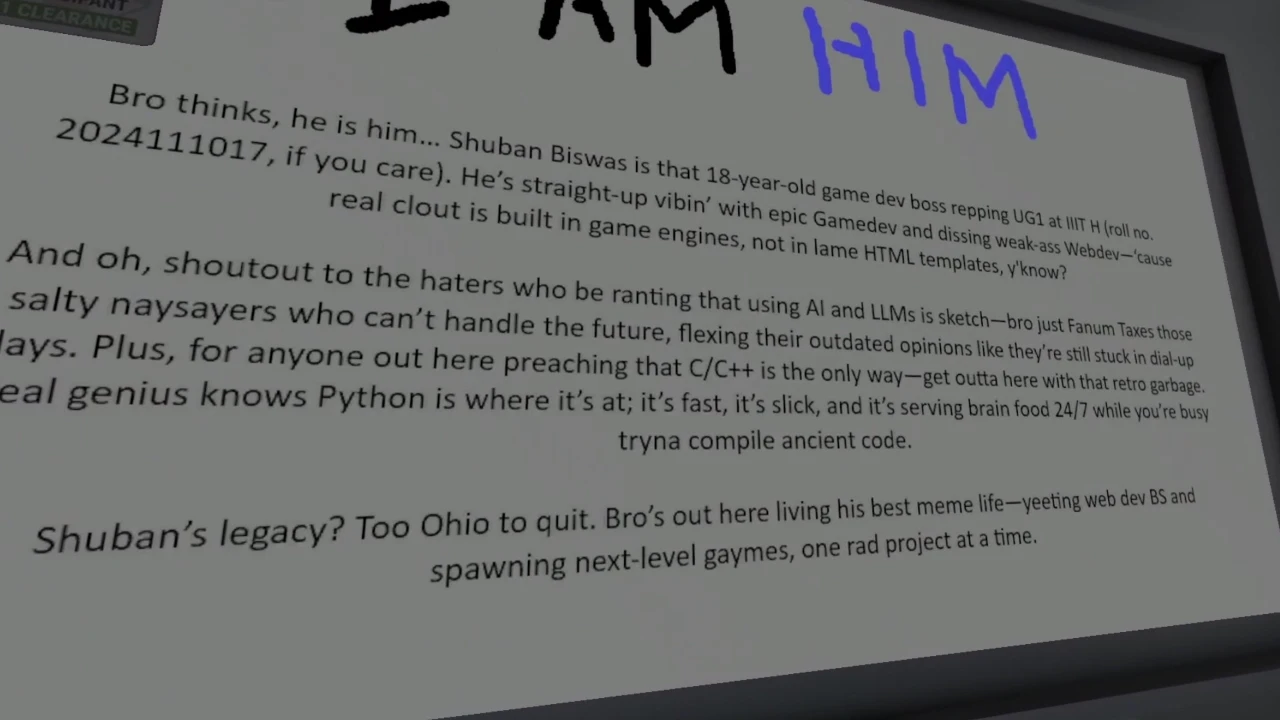 1 CLEARANCE
I AM HIM
Bro thinks, he is him... Shuban Biswas is that 18-year-old game dev boss repping UG1 at IIIT H (roll no.
2024111017, if you care). He's straight-up vibin' with epic Gamedev and dissing weak-ass Webdev—'cause
real clout is built in game engines, not in lame HTML templates, y'know?
And oh, shoutout to the haters who be ranting that using AI and LLMs is sketch—bro just Fanum Taxes those
salty naysayers who can't handle the future, flexing their outdated opinions like they're still stuck in dial-up
ays. Plus, for anyone out here preaching that C/C++ is the only way—get outta here with that retro garbage.
eal genius knows Python is where it's at; it's fast, it's slick, and it's serving brain food 24/7 while you're busy
tryna compile ancient code.
Shuban's legacy? Too Ohio to quit. Bro's out here living his best meme life—yeeting web dev BS and
spawning next-level gaymes, one rad project at a time.